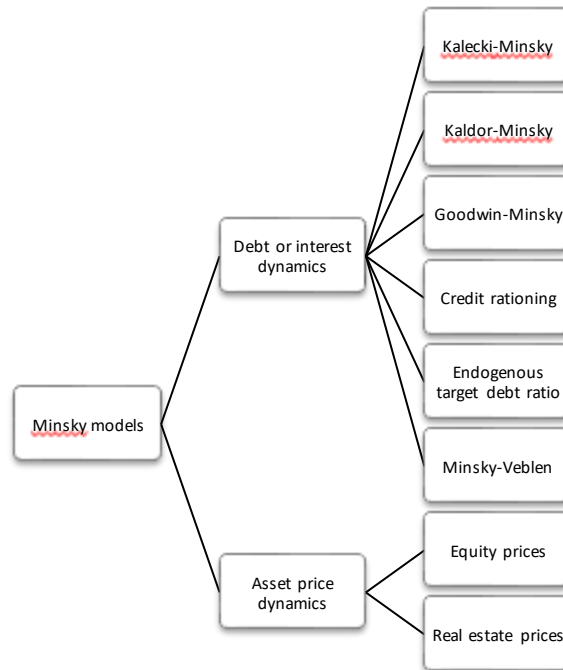 Kalecki-Minsky
Kaldor-Minsky
Goodwin-Minsky
Debt or interest
dynamics
Credit rationing
Endogenous
target debt ratio
Minsky models
Minsky-Veblen
Equity prices
Asset price
dynamics
Real estate prices